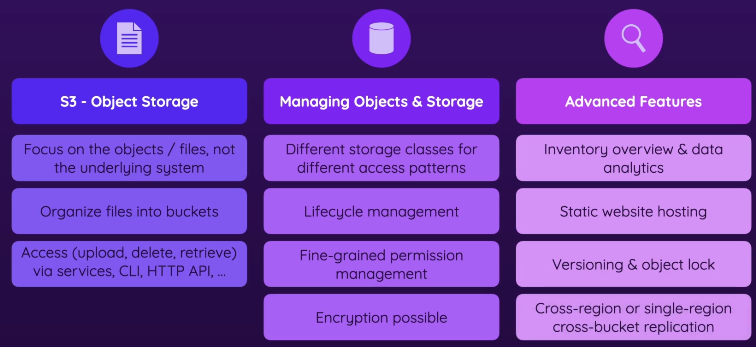 S3 - Object Storage
Focus on the objects / files, not
the underlying system
Organize files into buckets
Access (upload, delete, retrieve)
via services, CLI, HTTP API, ...
Managing Objects & Storage
Different storage classes for
different access patterns
Lifecycle management
Fine-grained permission
management
Encryption possible
Advanced Features
Inventory overview & data
analytics
Static website hosting
Versioning & object lock
Cross-region or single-region
cross-bucket replication